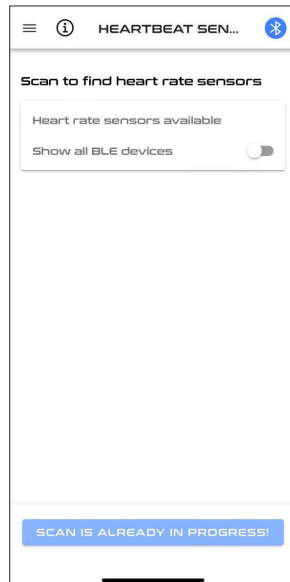 HEARTBEAT SEN...
Scan to find heart rate sensors
Heart rate sensors available
Show all BLE devices
SCAN IS ALREADY IN PROGRESS!